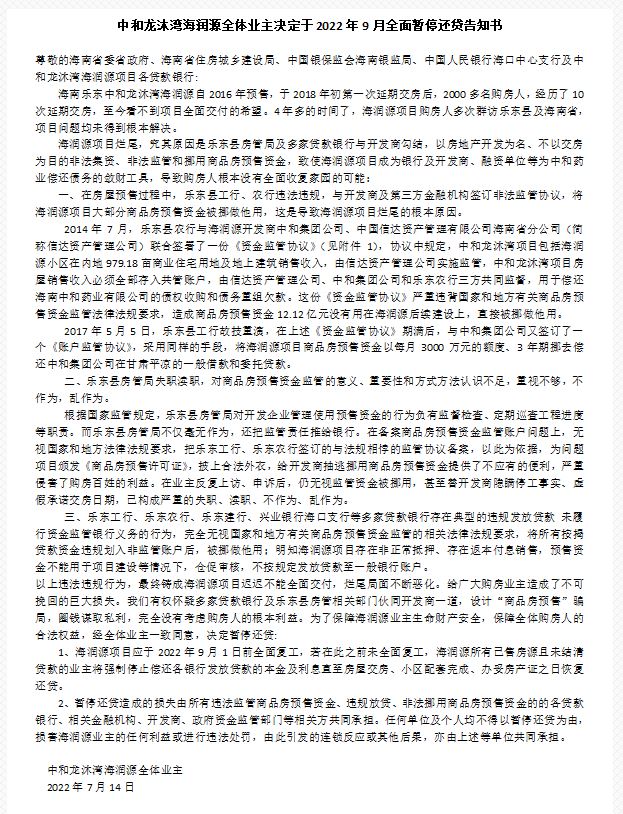 中和龙沐湾海润源全体业主决定于 2022 年 9 月全面暂停还贷告知书
尊敬的海南省委省政府、海南省住房城乡建设局、中国银保监会海南银监局、中国人民银行海口中心支行及中
和龙沐湾海润源项目各贷款银行:
海南乐东中和龙沐湾海润源自 2016 年预售，于 2018 年初第一次延期交房后，2000 多名购房人，经历了 10
次延期交房，至今看不到项目全面交付的希望。4 年多的时间了，海润源项目购房人多次群访乐东县及海南省，
项目问题均未得到根本解决。
海润源项目烂尾，究其原因是乐东县房管局及多家贷款银行与开发商勾结，以房地产开发为名、不以交房
为目的非法集资、非法监管和挪用商品房预售资金，致使海润源项目成为银行及开发商、融资单位等为中和药
业偿还债务的敛财工具，导致购房人根本没有全面收复家园的可能：
一、在房屋预售过程中，乐东县工行、农行违法违规，与开发商及第三方金融机构签订非法监管协议，将
海润源项目大部分商品房预售资金被挪做他用，这是导致海润源项目烂尾的根本原因。
2014 年 7 月，乐东县农行与海润源开发商中和集团公司、中国信达资产管理有限公司海南省分公司（简
称信达资产管理公司）联合签署了一份《资金监管协议》（见附件 1），协议中规定，中和龙沐湾项目包括海润
源小区在内地 979.18 亩商业住宅用地及地上建筑销售收入，由信达资产管理公司实施监管，中和龙沐湾项目房
屋销售收入必须全部存入共管账户，由信达资产管理公司、中和集团公司和乐东农行三方共同监督，用于偿还
海南中和药业有限公司的债权收购和债务重组欠款。这份《资金监管协议》严重违背国家和地方有关商品房预
售资金监管法律法规要求，造成商品房预售资金 12.12 亿元没有用在海润源后续建设上，直接被挪做他用。
2017 年 5 月 5 日，乐东县工行故技重演，在上述《资金监管协议》期满后，与中和集团公司又签订了一
个《账户监管协议》，采用同样的手段，将海润源项目商品房预售资金以每月 3000 万元的额度、3 年期挪去偿
还中和集团公司在甘肃平凉的一般借款和委托贷款。
二、乐东县房管局失职渎职，对商品房预售资金监管的意义、重要性和方式方法认识不足，重视不够，不
作为，乱作为。
根据国家监管规定，乐东县房管局对开发企业管理使用预售资金的行为负有监督检查、定期巡查工程进度
等职责。而乐东县房管局不仅毫无作为，还把监管责任推给银行。在备案商品房预售资金监管账户问题上，无
视国家和地方法律法规要求，把乐东工行、乐东农行签订的与法规相悖的监管协议备案，以此为依据，为问题
项目颁发《商品房预售许可证》，披上合法外衣，给开发商抽逃挪用商品房预售资金提供了不应有的便利，严重
侵害了购房百姓的利益。在业主反复上访、申诉后，仍无视监管资金被挪用，甚至替开发商隐瞒停工事实、虚
假承诺交房日期，已构成严重的失职、渎职、不作为、乱作为。
三、乐东工行、乐东农行、乐东建行、兴业银行海口支行等多家贷款银行存在典型的违规发放贷款 未履
行资金监管银行义务的行为，完全无视国家和地方有关商品房预售资金监管的相关法律法规要求，将所有按揭
贷款资金违规划入非监管账户后，被挪做他用；明知海润源项目存在非正常抵押、存在返本付息销售，预售资
金不能用于项目建设等情况下，仓促审核，不按规定发放贷款至一般银行账户。
以上违法违规行为，最终铸成海润源项目迟迟不能全面交付，烂尾局面不断恶化。给广大购房业主造成了不可
挽回的巨大损失。我们有权怀疑多家贷款银行及乐东县房管相关部门伙同开发商一道，设计“商品房预售”骗
局，圈钱谋取私利，完全没有考虑购房人的根本利益。为了保障海润源业主生命财产安全，保障全体购房人的
合法权益，经全体业主一致同意，决定暂停还贷:
1、海润源项目应于 2022 年 9 月 1 日前全面复工，若在此之前未全面复工，海润源所有已售房源且未结清
贷款的业主将强制停止偿还各银行发放贷款的本金及利息直至房屋交房、小区配套完成、办妥房产证之日恢复
还贷。
2、暂停还贷造成的损失由所有违法监管商品房预售资金、违规放贷、非法挪用商品房预售资金的的各贷款
银行、相关金融机构、开发商、政府资金监管部门等相关方共同承担。任何单位及个人均不得以暂停还贷为由，
损害海润源业主的任何利益或进行违法处罚，由此引发的连锁反应或其他后果，亦由上述等单位共同承担。
中和龙沐湾海润源全体业主
2022 年 7 月 14 日